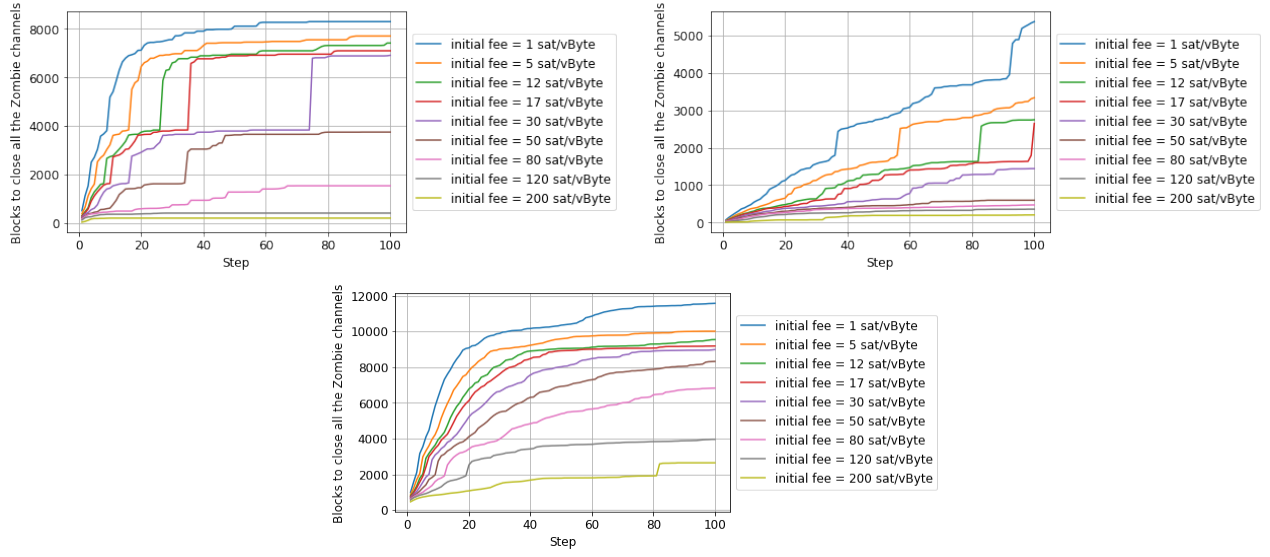 Blocks to close all the Zombie channels
8000
6000
4000
2000
0
0
20
40
60
80
100
Step
initial fee = 1 sat/vByte
initial fee = 5 sat/vByte
initial fee = 12 sat/vByte
initial fee = 17 sat/vByte
initial fee = 30 sat/vByte
initial fee = 50 sat/vByte
initial fee = 80 sat/vByte
initial fee = 120 sat/vByte
initial fee = 200 sat/vByte
Blocks to close all the Zombie channels
5000
4000
3000
2000
1000
0
0
20
40
60
80
100
Step
initial fee = 1 sat/vByte
initial fee = 5 sat/vByte
initial fee = 12 sat/vByte
initial fee = 17 sat/vByte
initial fee = 30 sat/vByte
initial fee = 50 sat/vByte
initial fee = 80 sat/vByte
initial fee = 120 sat/vByte
initial fee = 200 sat/vByte
Blocks to close all the Zombie channels
12000
10000
8000
6000
4000
2000
0
0
20
40
60
80
100
Step
initial fee = 1 sat/vByte
initial fee = 5 sat/vByte
initial fee = 12 sat/vByte
initial fee = 17 sat/vByte
initial fee = 30 sat/vByte
initial fee = 50 sat/vByte
initial fee = 80 sat/vByte
initial fee = 120 sat/vByte
initial fee = 200 sat/vByte